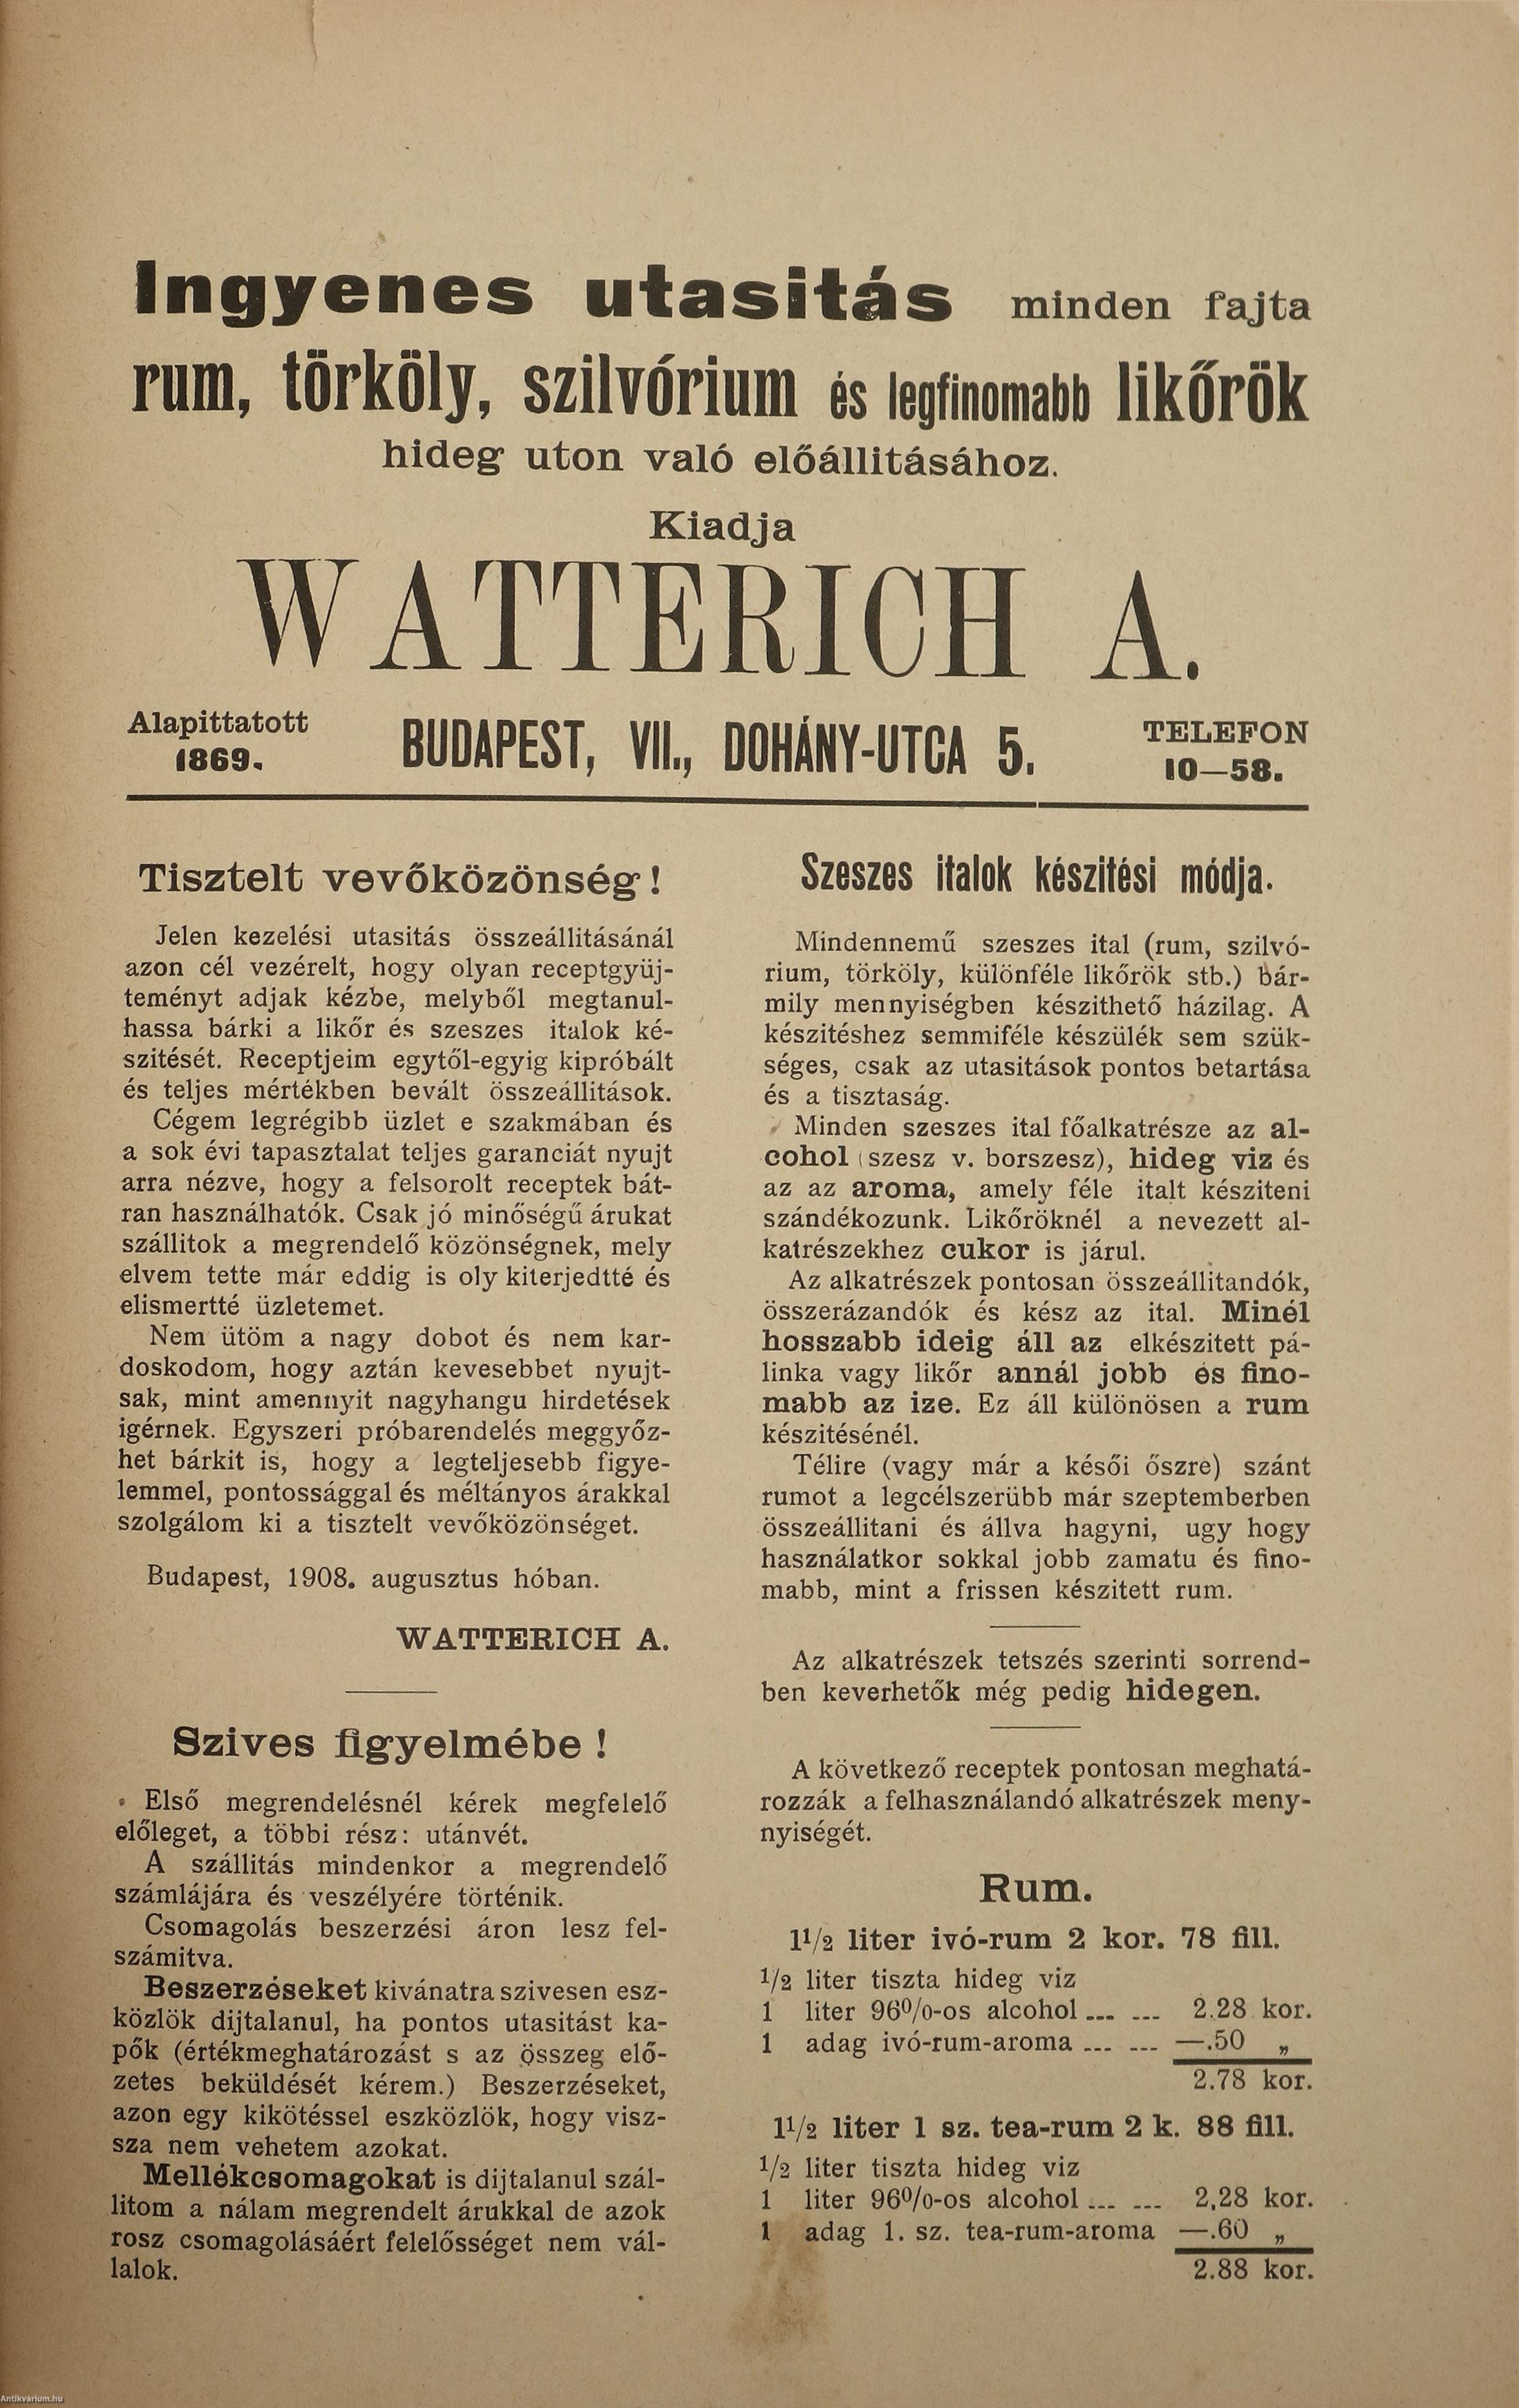 Ingyenes utasitás minden fajta
rum, törköly, szilvórium és legfinomabb likőrök
hideg uton való előállitásához.
Kiadja
WATTERICH A.
Alapittatott
1869.
BUDAPEST, VII., DOHÁNY-UTCA 5.
TELEFON
10—58.
Tisztelt vevőközönség!
Jelen kezelési utasitás összeállitásánál
azon cél vezérelt, hogy olyan receptgyüj-
teményt adjak kézbe, melyből megtanul-
hassa bárki a likőr és szeszes italok ké-
szitését. Receptjeim egytől-egyig kipróbált
és teljes mértékben bevált összeállitások.
Cégem legrégibb üzlet e szakmában és
a sok évi tapasztalat teljes garanciát nyujt
arra nézve, hogy a felsorolt receptek bát-
ran használhatók. Csak jó minőségű árukat
szállitok a megrendelő közönségnek, mely
elvem tette már eddig is oly kiterjedtté és
elismertté üzletemet.
Nem ütöm a nagy dobot és nem kar-
doskodom, hogy aztán kevesebbet nyujt-
sak, mint amennyit nagyhangu hirdetések
igérnek. Egyszeri próbarendelés meggyőz-
het bárkit is, hogy a legteljesebb figye-
lemmel, pontossággal és méltányos árakkal
szolgálom ki a tisztelt vevőközönséget.
Budapest, 1908. augusztus hóban.
WATTERICH A.
Szives figyelmébe!
Első megrendelésnél kérek megfelelő
előleget, a többi rész: utánvét.
A szállitás mindenkor a megrendelő
számlájára és veszélyére történik.
Csomagolás beszerzési áron lesz fel-
számitva.
Beszerzéseket kivánatra szivesen esz-
közlök dijtalanul, ha pontos utasitást ka-
pők (értékmeghatározást s az összeg elő-
zetes beküldését kérem.) Beszerzéseket,
azon egy kikötéssel eszközlök, hogy visz-
sza nem vehetem azokat.
Mellékcsomagokat is dijtalanul szál-
litom a nálam megrendelt árukkal de azok
rosz csomagolásáért felelősséget nem vál-
lalok.
Szeszes italok készitési módja.
Mindennemű szeszes ital (rum, szilvó-
rium, törköly, különféle likőrök stb.) bár-
mily mennyiségben készithető házilag. A
készitéshez semmiféle készülék sem szük-
séges, csak az utasitások pontos betartása
és a tisztaság.
Minden szeszes ital főalkatrésze az al-
cohol (szesz v. borszesz), hideg viz és
az az aroma, amely féle italt késziteni
szándékozunk. Likőröknél a nevezett al-
katrészekhez cukor is járul.
Az alkatrészek pontosan összeállitandók,
összerázandók és kész az ital. Minél
hosszabb ideig áll az elkészitett pá-
linka vagy likőr annál jobb és fino-
mabb az ize. Ez áll különösen a rum
készitésénél.
Télire (vagy már a késői őszre) szánt
rumot a legcélszerübb már szeptemberben
összeállitani és állva hagyni, ugy hogy
használatkor sokkal jobb zamatu és fino-
mabb, mint a frissen készitett rum.
Az alkatrészek tetszés szerinti sorrend-
ben keverhetők még pedig hidegen.
A következő receptek pontosan meghatá-
rozzák a felhasználandó alkatrészek meny-
nyiségét.
Rum.
1½ liter ivó-rum 2 kor. 78 fill.
½ liter tiszta hideg viz
1 liter 96%-os alcohol ... ... 2.28 kor.
1 adag ivó-rum-aroma ... ... —.50 „
2.78 kor.
1½ liter 1 sz. tea-rum 2 k. 88 fill.
½ liter tiszta hideg viz
1 liter 96%-os alcohol ... ... 2,28 kor.
1 adag 1. sz. tea-rum-aroma —.60 „
2.88 kor.
Antikvárium.hu